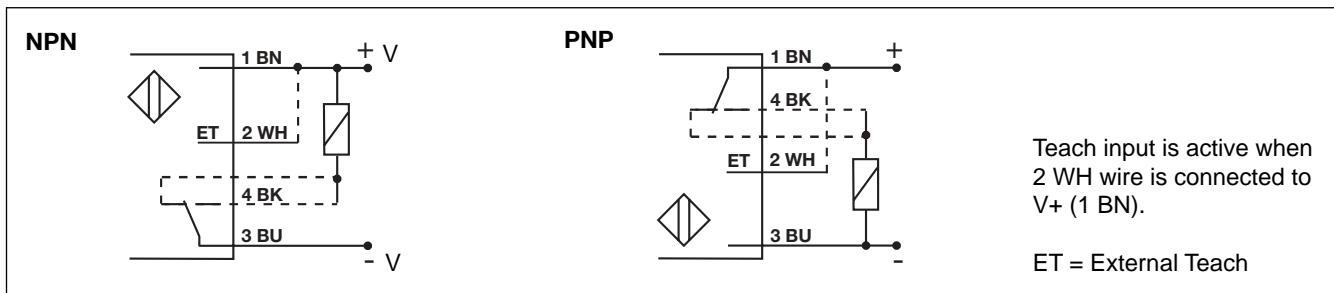 NPN
1 BN
+ V
ET 2 WH
4 BK
3 BU
- V
PNP
1 BN
+
4 BK
ET 2 WH
3 BU
-
Teach input is active when
2 WH wire is connected to
V+ (1 BN).
ET = External Teach